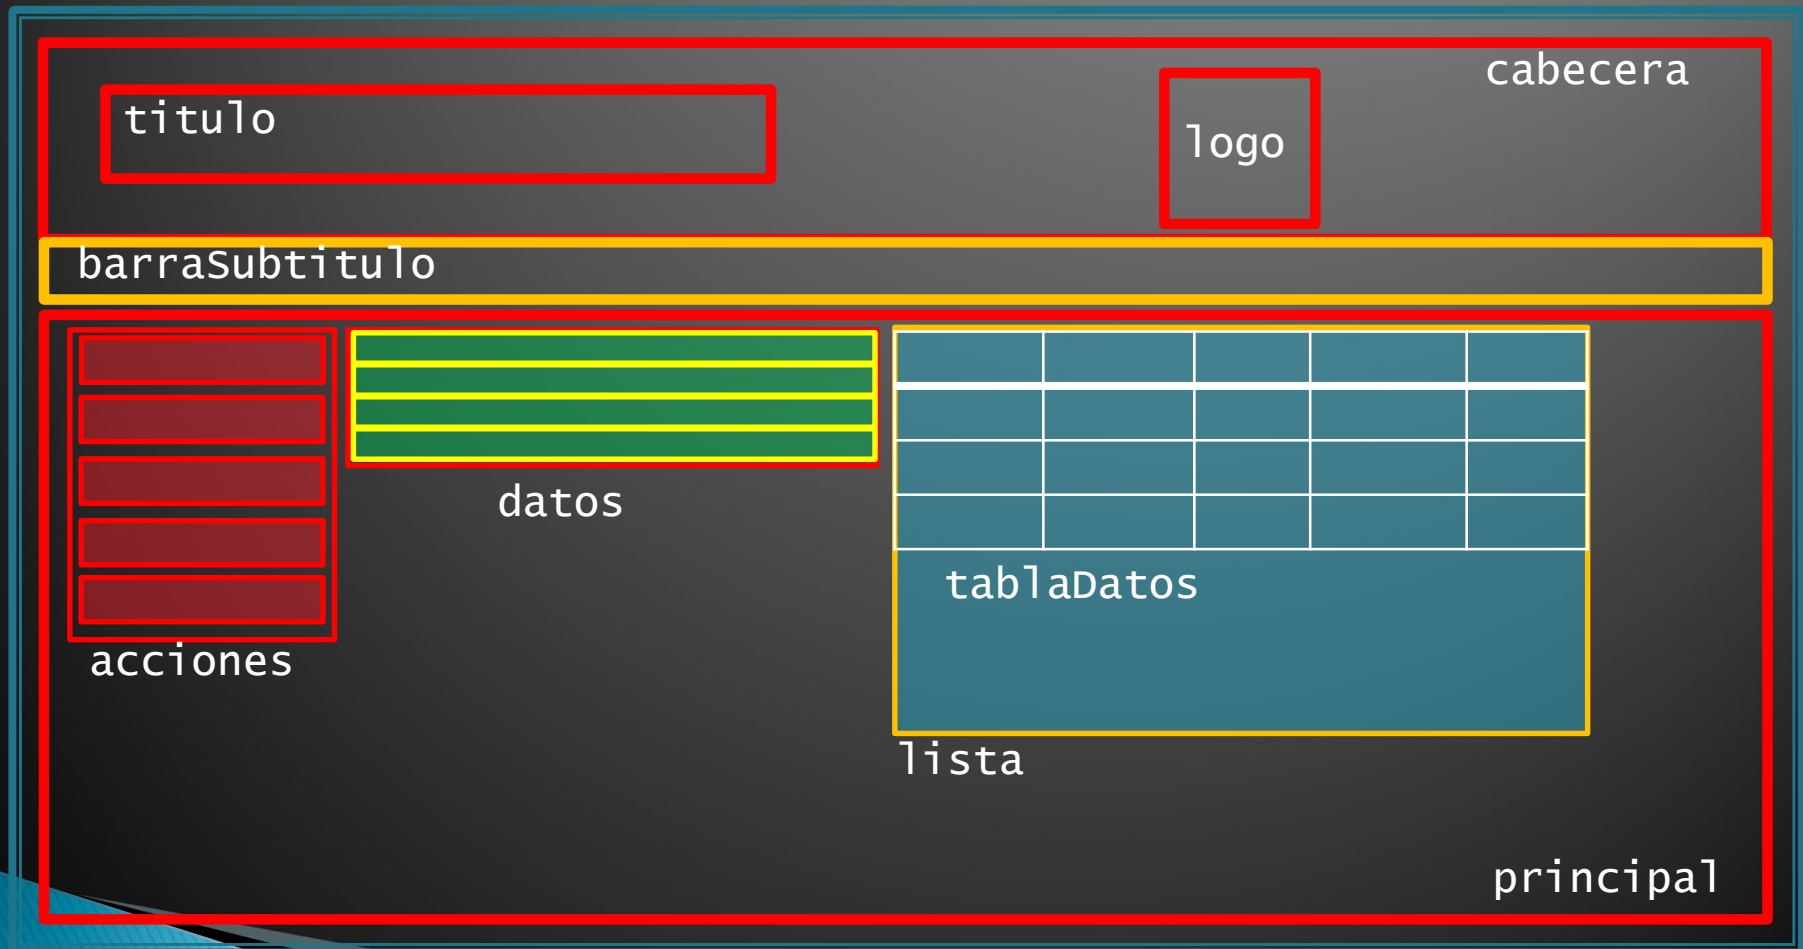 cabecera
titulo
logo
barraSubtitulo
datos
tablaDatos
acciones
lista
principal